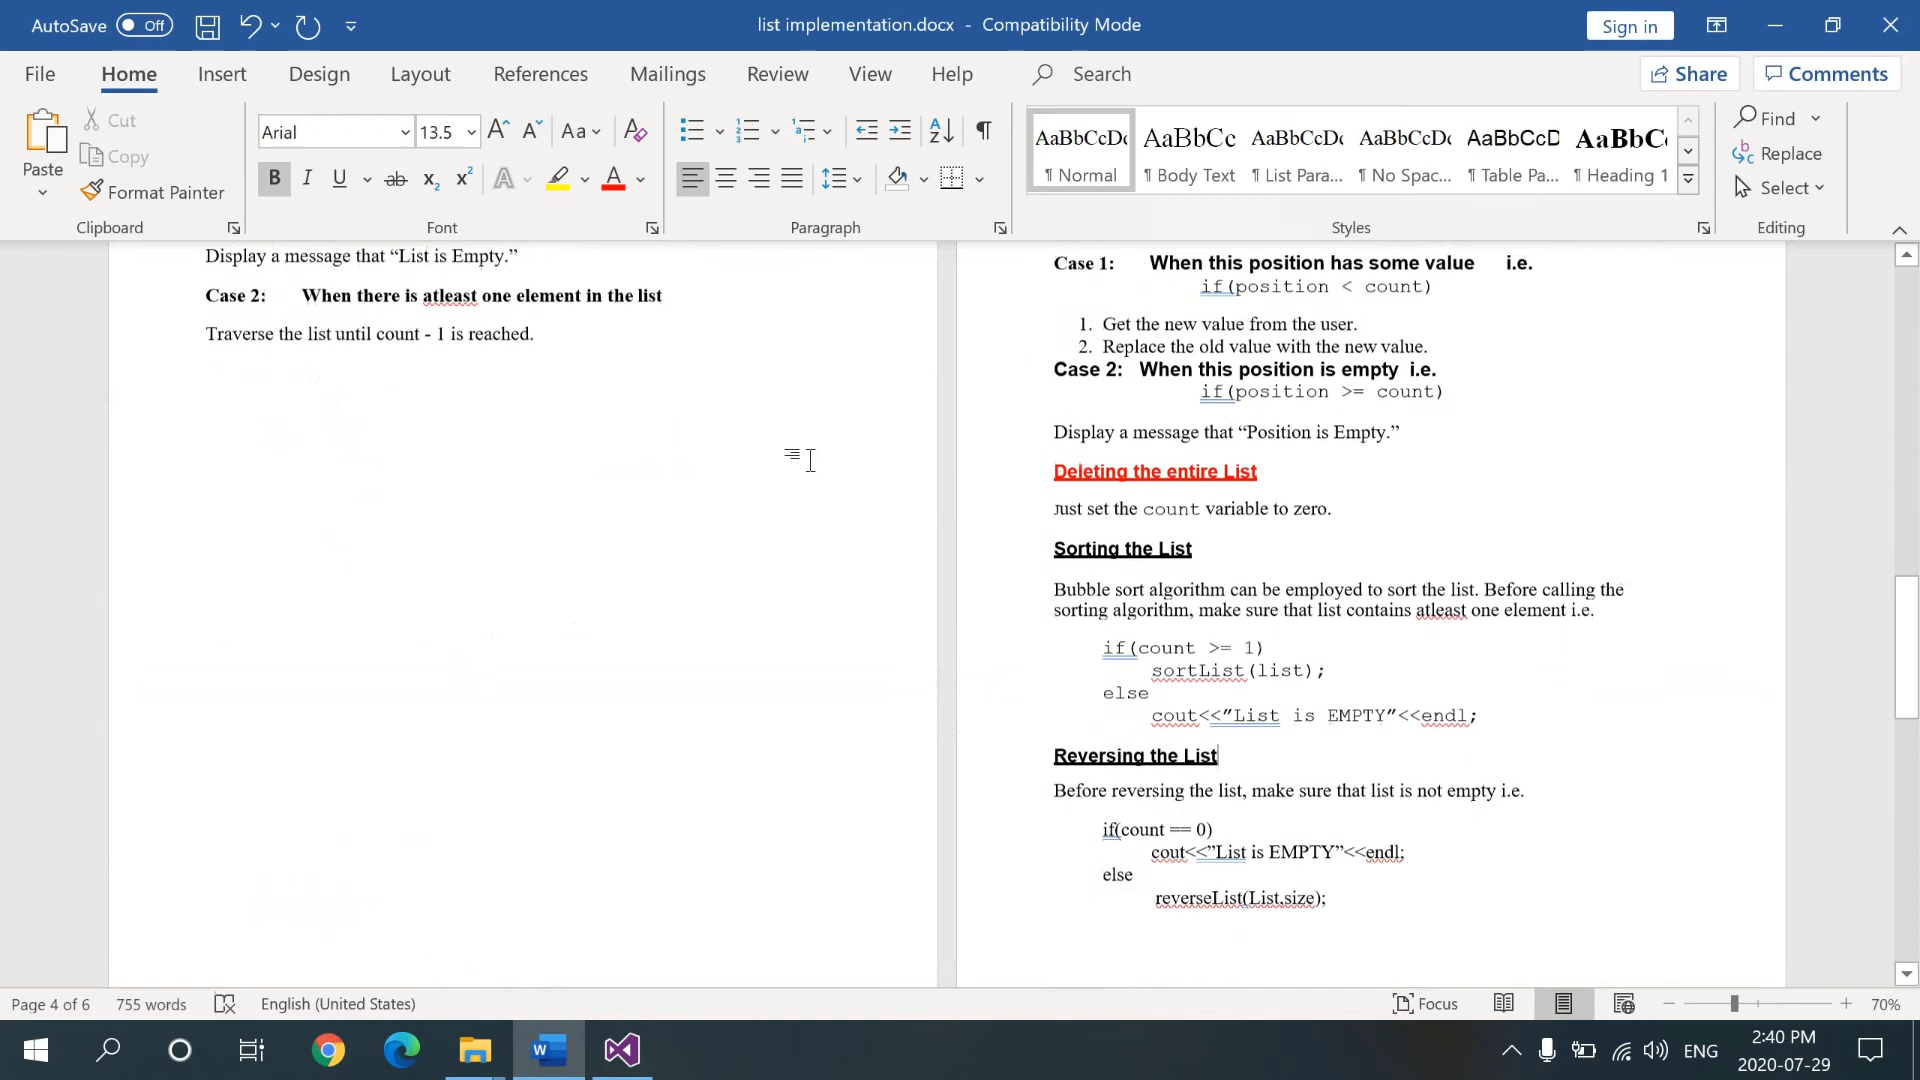 AutoSave Off
list implementation.docx - Compatibility Mode
Sign in
File Home Insert Design Layout References Mailings Review View Help Search
Share Comments
Paste
Cut
Copy
Format Painter
Clipboard
Arial 13.5
Font
Paragraph
AaBbCcDc AaBbCc AaBbCcDc AaBbCcDc AaBbCcD AaBbC
¶ Normal ¶ Body Text ¶ List Para... ¶ No Spac... ¶ Table Pa... ¶ Heading 1
Styles
Find
Replace
Select
Editing
Display a message that “List is Empty.”
Case 2: When there is atleast one element in the list
Traverse the list until count - 1 is reached.
Case 1: When this position has some value i.e.
if(position < count)
1. Get the new value from the user.
2. Replace the old value with the new value.
Case 2: When this position is empty i.e.
if(position >= count)
Display a message that “Position is Empty.”
Deleting the entire List
Just set the count variable to zero.
Sorting the List
Bubble sort algorithm can be employed to sort the list. Before calling the
sorting algorithm, make sure that list contains atleast one element i.e.
if(count >= 1)
sortList(list);
else
cout<<”List is EMPTY”<<endl;
Reversing the List
Before reversing the list, make sure that list is not empty i.e.
if(count == 0)
cout<<”List is EMPTY”<<endl;
else
reverseList(List,size);
Page 4 of 6 755 words English (United States) Focus 70%
ENG
2:40 PM
2020-07-29